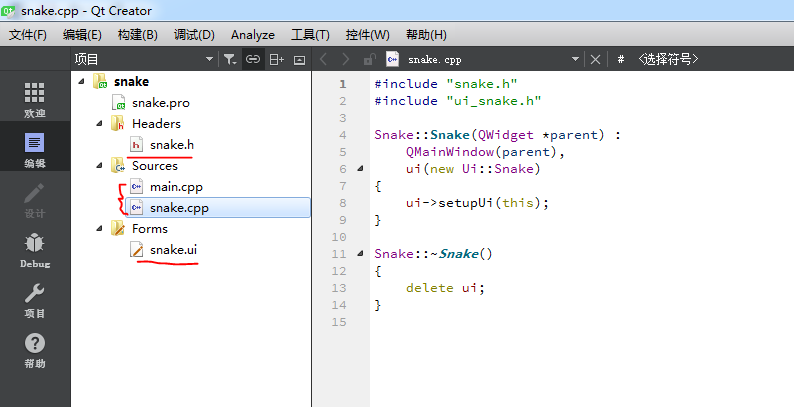 snake.cpp - Qt Creator
文件(F) 编辑(E) 构建(B) 调试(D) Analyze 工具(T) 控件(W) 帮助(H)
项目
snake.cpp # <选择符号>
欢迎
编辑
设计
Debug
项目
帮助
snake
snake.pro
Headers
snake.h
Sources
main.cpp
snake.cpp
Forms
snake.ui
1 #include "snake.h"
2 #include "ui_snake.h"
3
4 Snake::Snake(QWidget *parent) :
5 QMainWindow(parent),
6 ui(new Ui::Snake)
7 {
8 ui->setupUi(this);
9 }
10
11 Snake::~Snake()
12 {
13 delete ui;
14 }
15